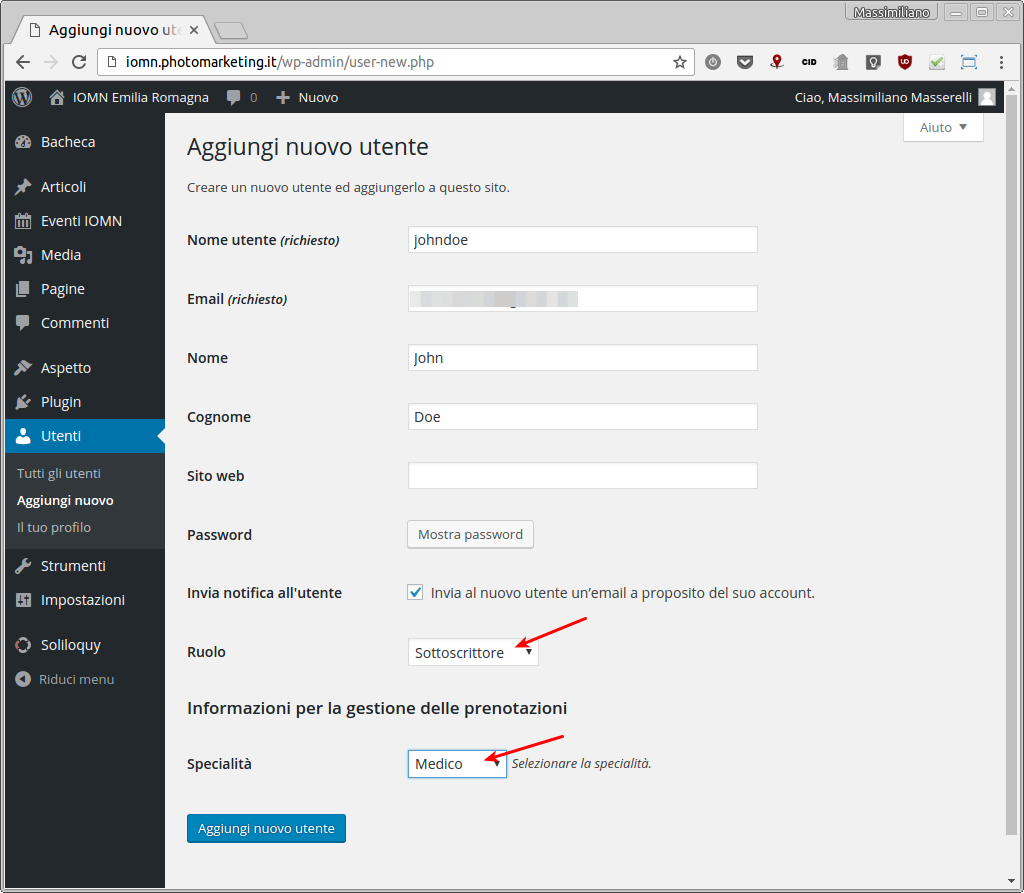 Massimiliano
Aggiungi nuovo ut
iomn.photomarketing.it/wp-admin/user-new.php
CID
UD
IOMN Emilia Romagna 0 Nuovo Ciao, Massimiliano Masserelli
Aiuto
Bacheca
Articoli
Eventi IOMN
Media
Pagine
Commenti
Aspetto
Plugin
Utenti
Tutti gli utenti
Aggiungi nuovo
Il tuo profilo
Strumenti
Impostazioni
Soliloquy
Riduci menu
Aggiungi nuovo utente
Creare un nuovo utente ed aggiungerlo a questo sito.
Nome utente (richiesto) johndoe
Email (richiesto)
Nome John
Cognome Doe
Sito web
Password Mostra password
Invia notifica all'utente Invia al nuovo utente un'email a proposito del suo account.
Ruolo Sottoscrittore
Informazioni per la gestione delle prenotazioni
Specialità Medico Selezionare la specialità.
Aggiungi nuovo utente